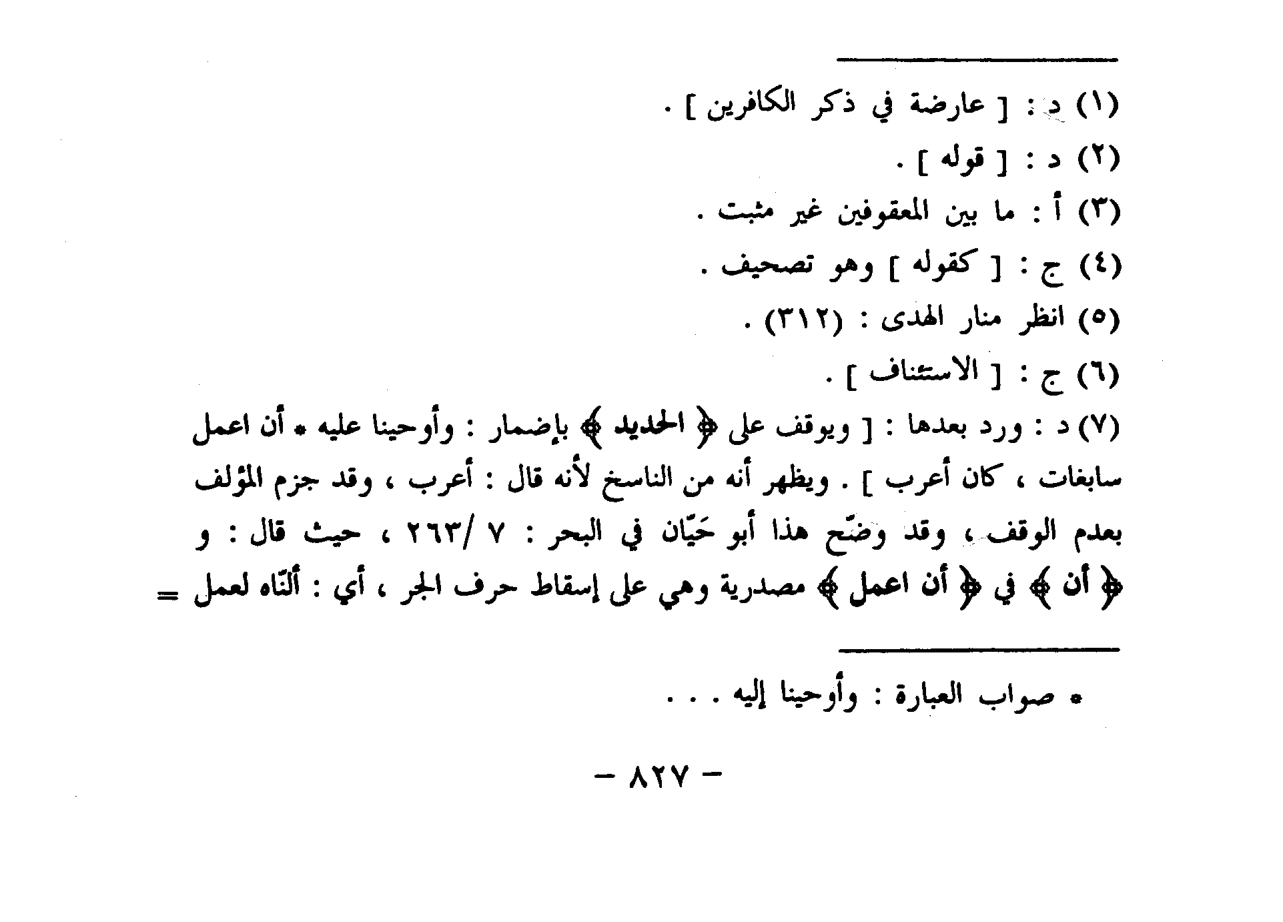 (١) د : [ عارضة في ذكر الكافرين ] .
(٢) د : [ قوله ] .
(٣) أ : ما بين المعقوفين غير مثبت .
(٤) ج : [ كقوله ] وهو تصحيف .
(٥) انظر منار الهدى : (٣١٢) .
(٦) ج : [ الاستئناف ] .
(٧) د : ورد بعدها : [ ويوقف على ﴿ الحديد ﴾ بإضمار : وأوحينا عليه * أن اعمل
سابغات ، كان أعرب ] . ويظهر أنه من الناسخ لأنه قال : أعرب ، وقد جزم المؤلف
بعدم الوقف ، وقد وضّح هذا أبو حَيّان في البحر : ٧ /٢٦٣ ، حيث قال : و
﴿ أن ﴾ في ﴿ أن اعمل ﴾ مصدرية وهي على إسقاط حرف الجر ، أي : ألنّاه لعمل =
* صواب العبارة : وأوحينا إليه . . .
– ٨٢٧ –